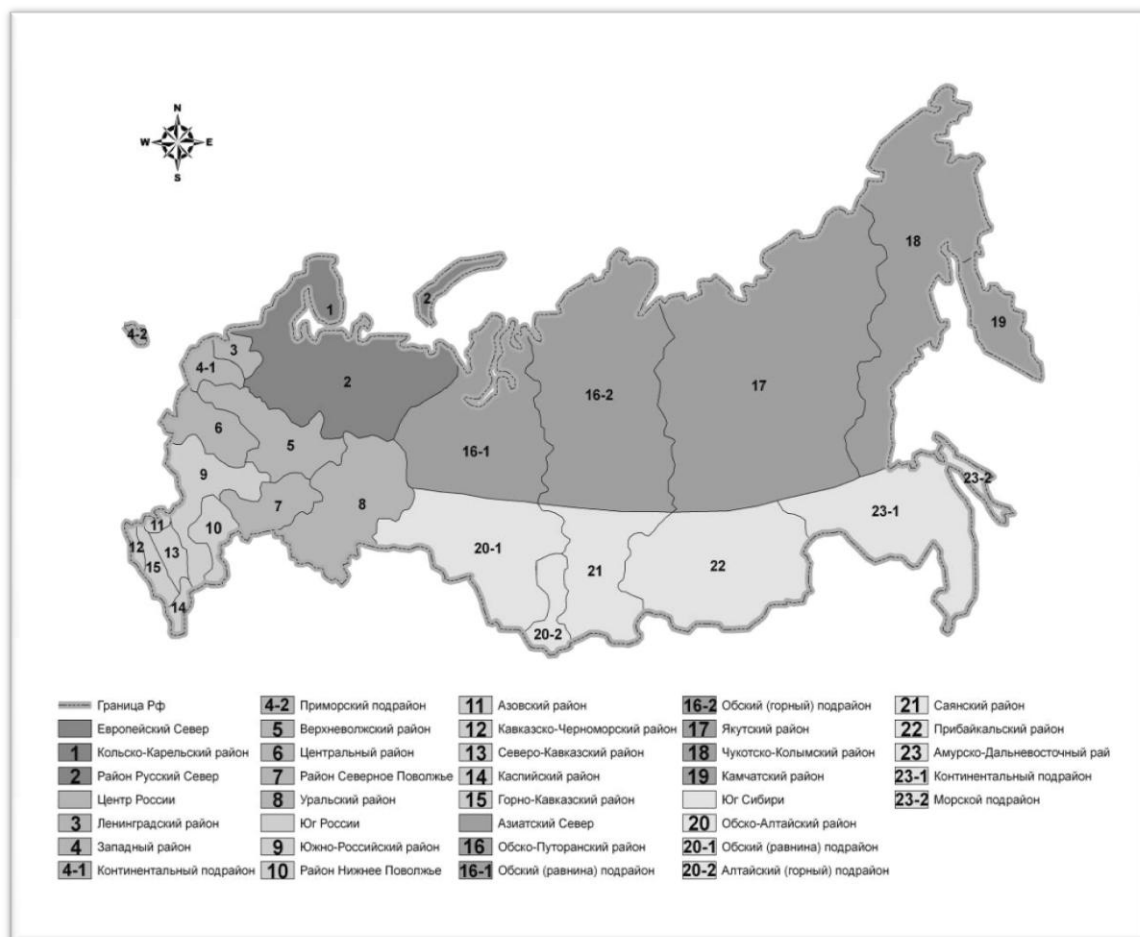 N
W E
S
18
2
1
19
4-2
3
4-1
2
16-2
17
6
5
16-1
9
23-2
7
8
23-1
10
11
12
13
20-1
15
21
22
14
20-2
Граница Рф
Европейский Север
1 Кольско-Карельский район
2 Район Русский Север
Центр России
3 Ленинградский район
4 Западный район
4-1 Континентальный подрайон
4-2 Приморский подрайон
5 Верхневолжский район
6 Центральный район
7 Район Северное Поволжье
8 Уральский район
Юг России
9 Южно-Российский район
10 Район Нижнее Поволжье
11 Азовский район
12 Кавказско-Черноморский район
13 Северо-Кавказский район
14 Каспийский район
15 Горно-Кавказский район
Азиатский Север
16 Обско-Путоранский район
16-1 Обский (равнина) подрайон
16-2 Обский (горный) подрайон
17 Якутский район
18 Чукотско-Колымский район
19 Камчатский район
Юг Сибири
20 Обско-Алтайский район
20-1 Обский (равнина) подрайон
20-2 Алтайский (горный) подрайон
21 Саянский район
22 Прибайкальский район
23 Амурско-Дальневосточный рай
23-1 Континентальный подрайон
23-2 Морской подрайон